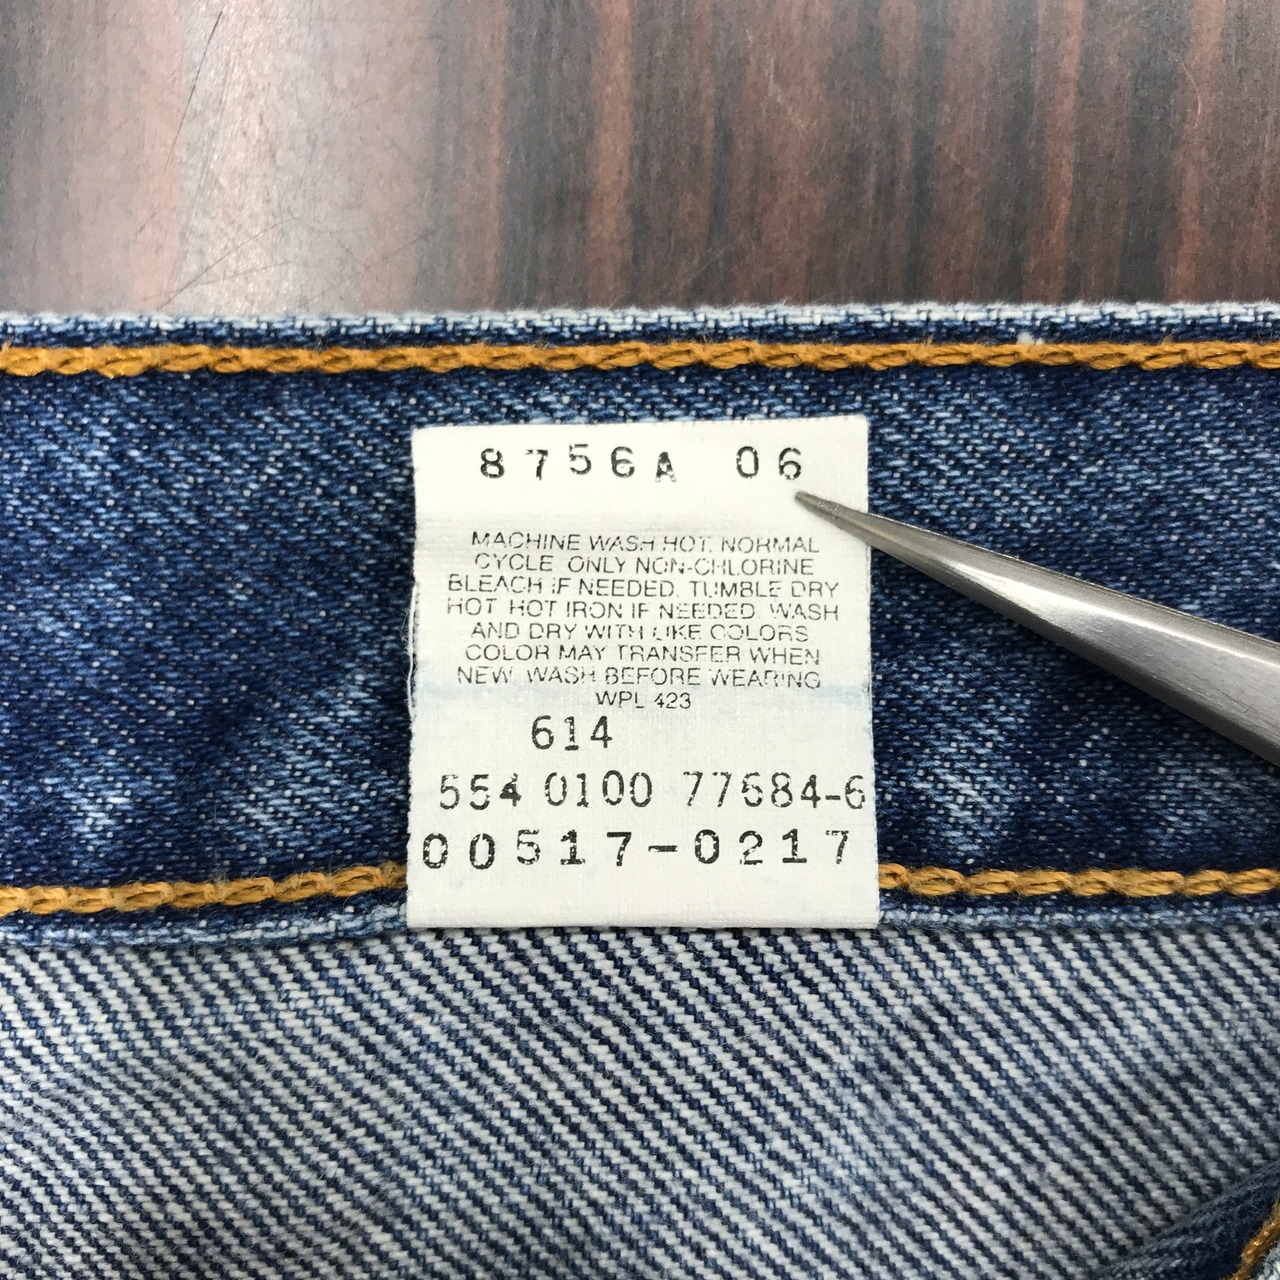 8756A 06
MACHINE WASH HOT, NORMAL
CYCLE. ONLY NON-CHLORINE
BLEACH IF NEEDED. TUMBLE DRY
HOT. HOT IRON IF NEEDED. WASH
AND DRY WITH LIKE COLORS.
COLOR MAY TRANSFER WHEN
NEW. WASH BEFORE WEARING
WPL 423
614
554 0100 77684-6
00517-0217